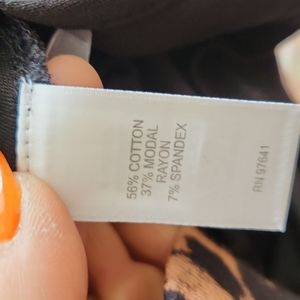 56% COTTON
37% MODAL
RAYON
7% SPANDEX
RN 97641